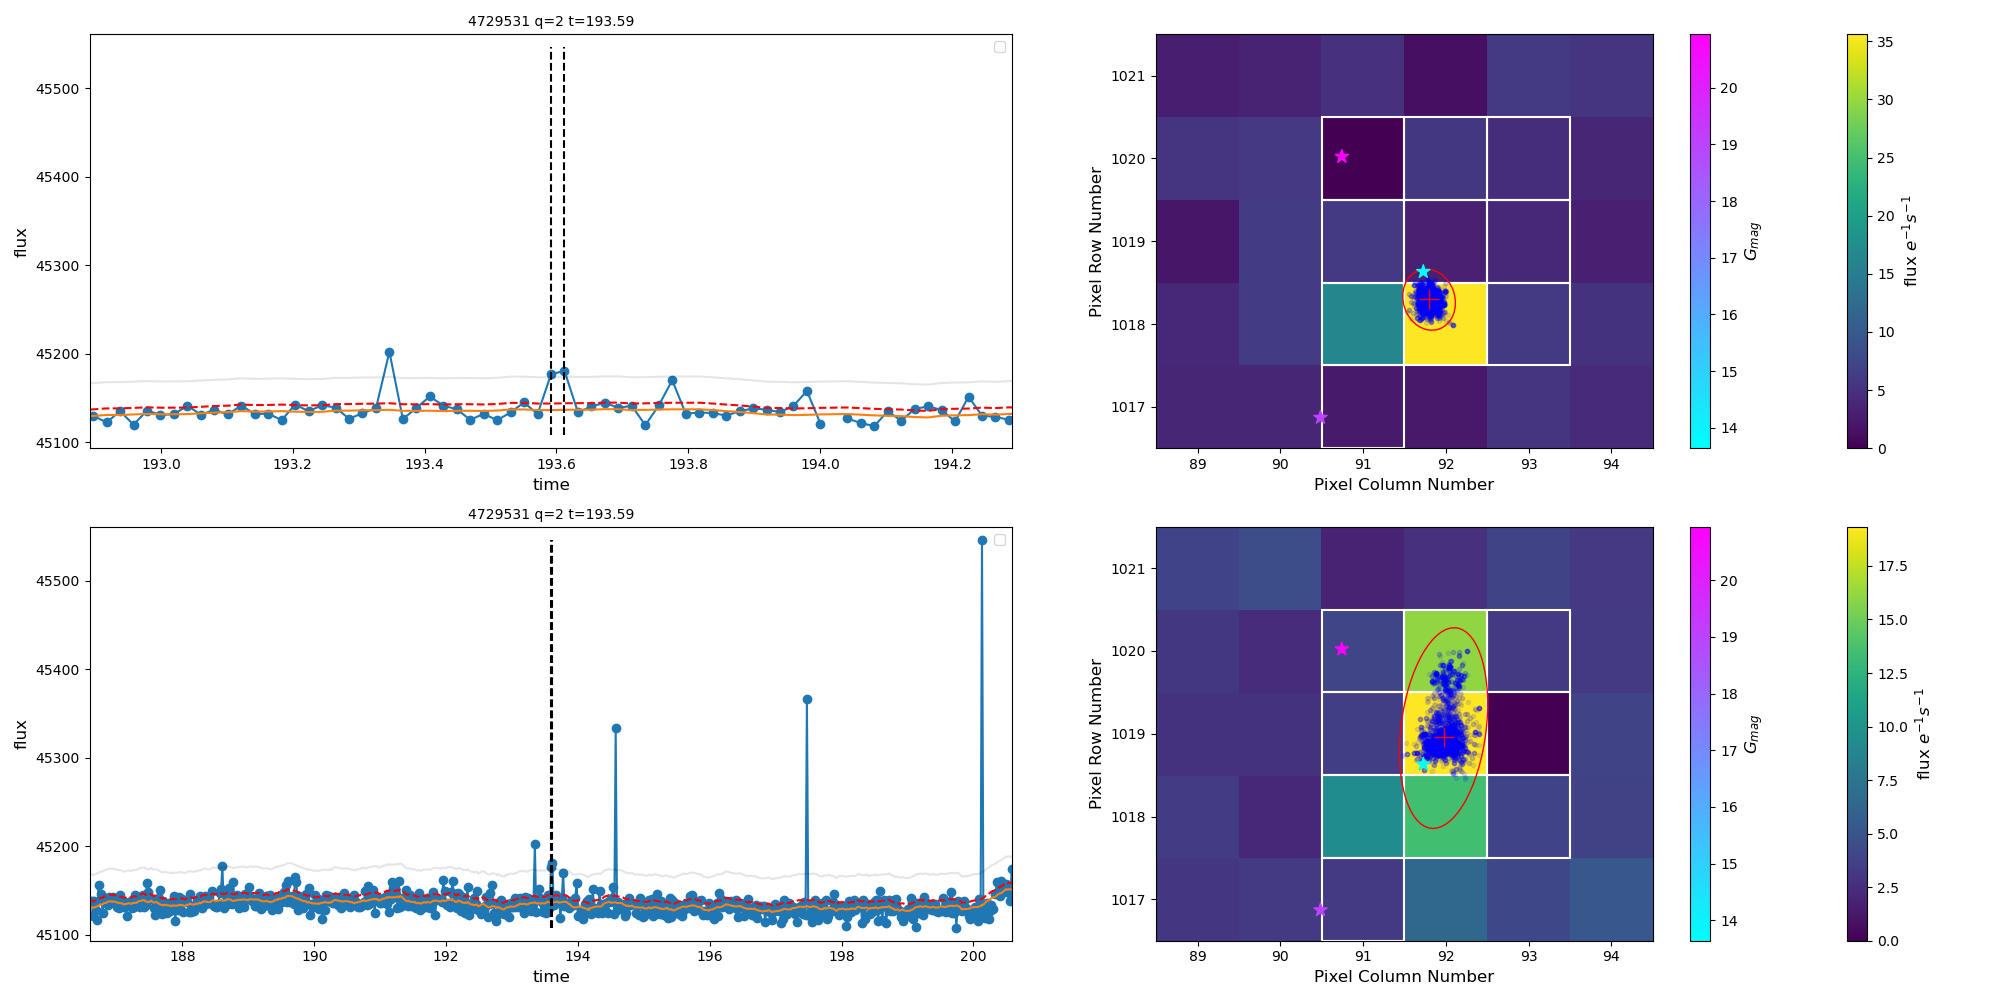 4729531 q=2 t=193.59
flux
45500
45400
45300
45200
45100
193.0 193.2 193.4 193.6 193.8 194.0 194.2
time
Pixel Row Number
1021
1020
1019
1018
1017
89 90 91 92 93 94
Pixel Column Number
20
19
18
17
16
15
14
G_mag
35
30
25
20
15
10
5
0
flux e⁻¹s⁻¹
4729531 q=2 t=193.59
flux
45500
45400
45300
45200
45100
188 190 192 194 196 198 200
time
Pixel Row Number
1021
1020
1019
1018
1017
89 90 91 92 93 94
Pixel Column Number
20
19
18
17
16
15
14
G_mag
17.5
15.0
12.5
10.0
7.5
5.0
2.5
0.0
flux e⁻¹s⁻¹